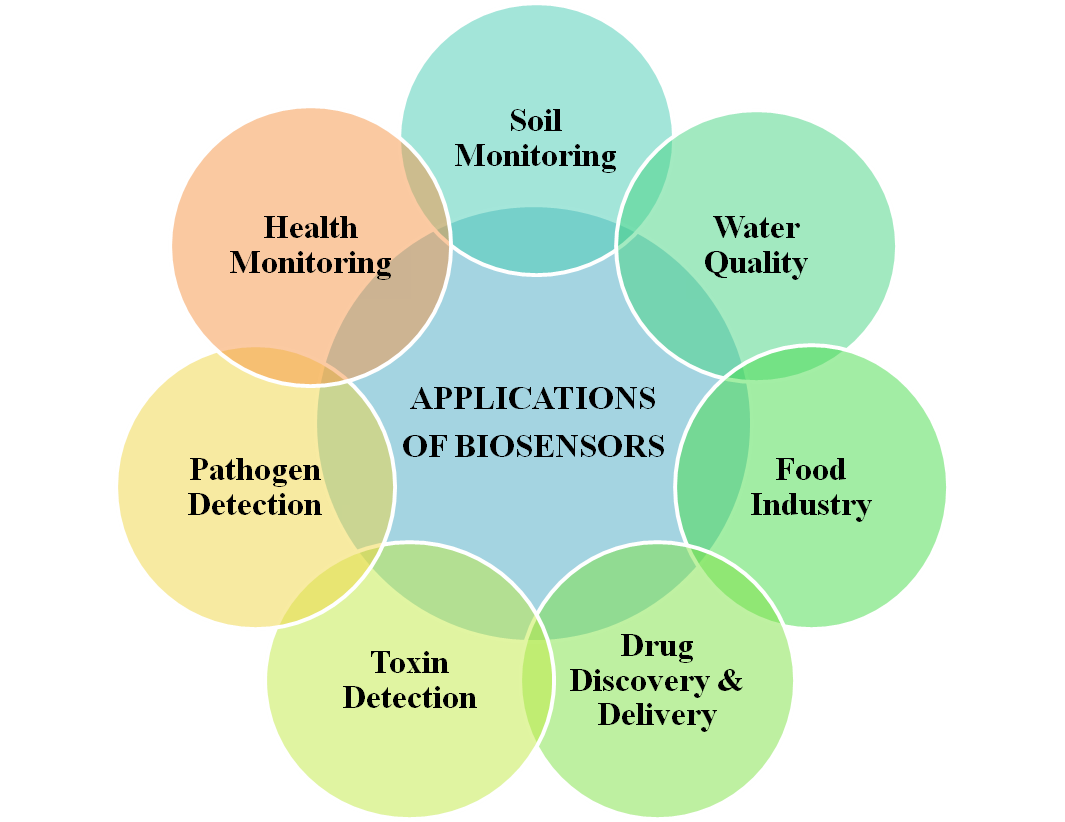 Soil
Monitoring
Health
Monitoring
Water
Quality
APPLICATIONS
OF BIOSENSORS
Pathogen
Detection
Food
Industry
Toxin
Detection
Drug
Discovery &
Delivery